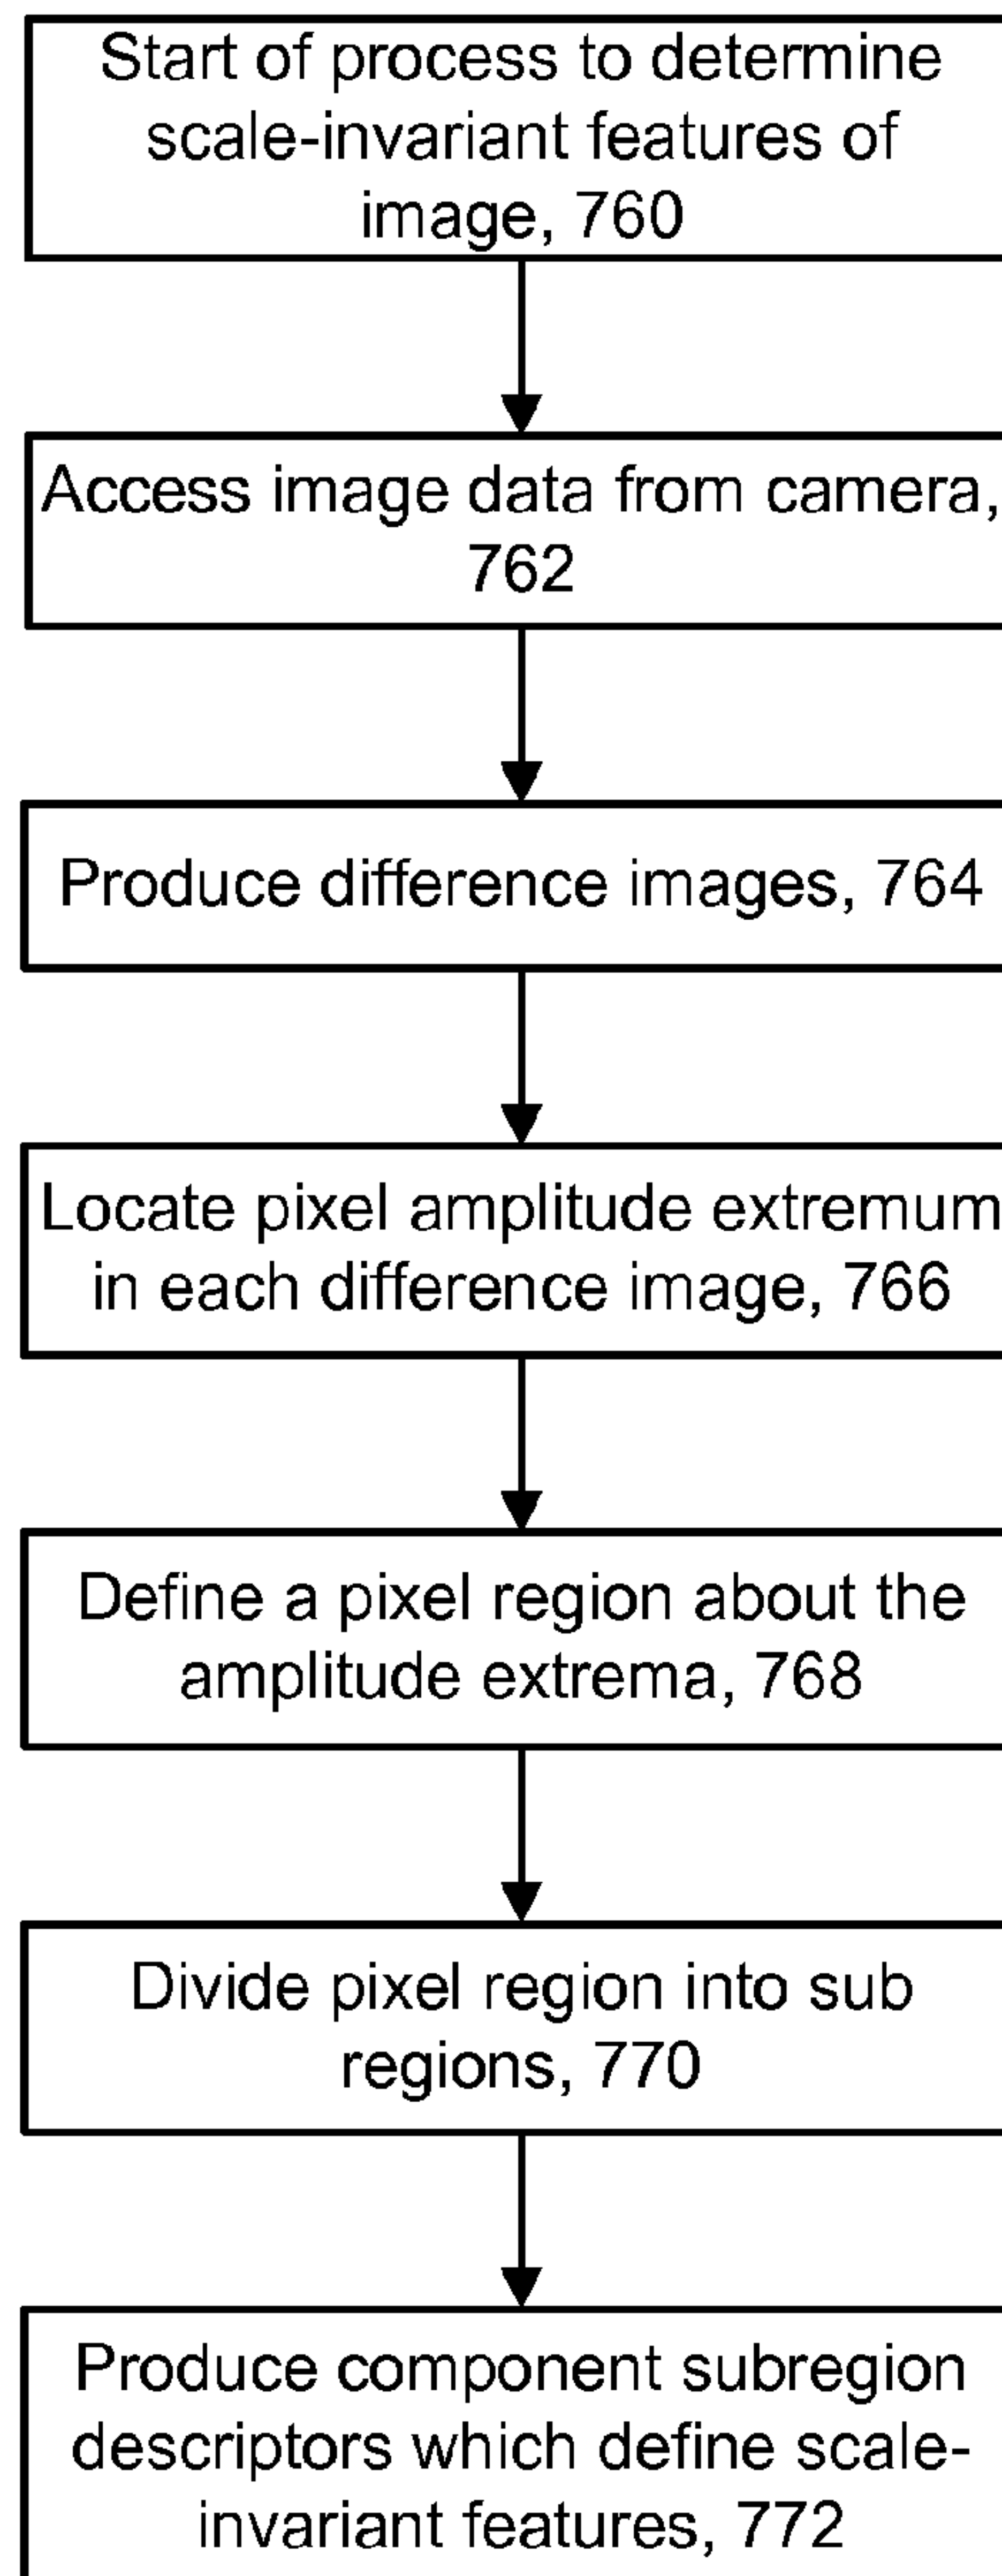 Start of process to determine
scale-invariant features of
image, 760
Access image data from camera,
762
Produce difference images, 764
Locate pixel amplitude extremum
in each difference image, 766
Define a pixel region about the
amplitude extrema, 768
Divide pixel region into sub
regions, 770
Produce component subregion
descriptors which define scale-
invariant features, 772